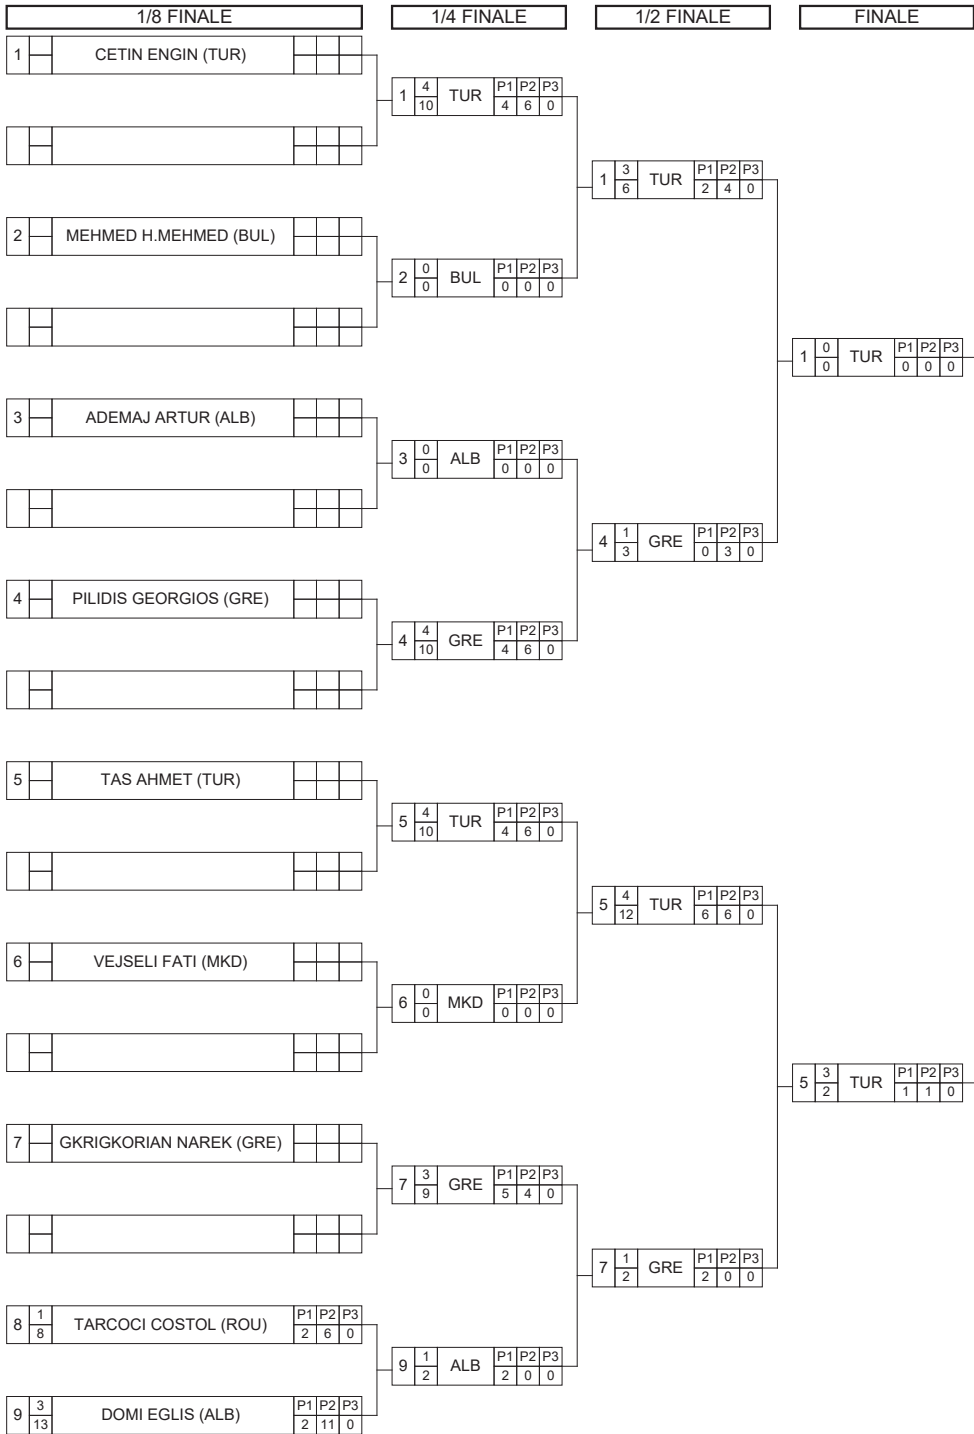 1/8 FINALE 1/4 FINALE 1/2 FINALE FINALE
1 CETIN ENGIN (TUR)
1 4 10 TUR P1 P2 P3 4 6 0
1 3 6 TUR P1 P2 P3 2 4 0
2 MEHMED H.MEHMED (BUL)
2 0 0 BUL P1 P2 P3 0 0 0
1 0 0 TUR P1 P2 P3 0 0 0
3 ADEMAJ ARTUR (ALB)
3 0 0 ALB P1 P2 P3 0 0 0
4 1 3 GRE P1 P2 P3 0 3 0
4 PILIDIS GEORGIOS (GRE)
4 4 10 GRE P1 P2 P3 4 6 0
5 TAS AHMET (TUR)
5 4 10 TUR P1 P2 P3 4 6 0
5 4 12 TUR P1 P2 P3 6 6 0
6 VEJSELI FATI (MKD)
6 0 0 MKD P1 P2 P3 0 0 0
5 3 2 TUR P1 P2 P3 1 1 0
7 GKRIGKORIAN NAREK (GRE)
7 3 9 GRE P1 P2 P3 5 4 0
7 1 2 GRE P1 P2 P3 2 0 0
8 1 8 TARCOCI COSTOL (ROU) P1 P2 P3 2 6 0
9 1 2 ALB P1 P2 P3 2 0 0
9 3 13 DOMI EGLIS (ALB) P1 P2 P3 2 11 0